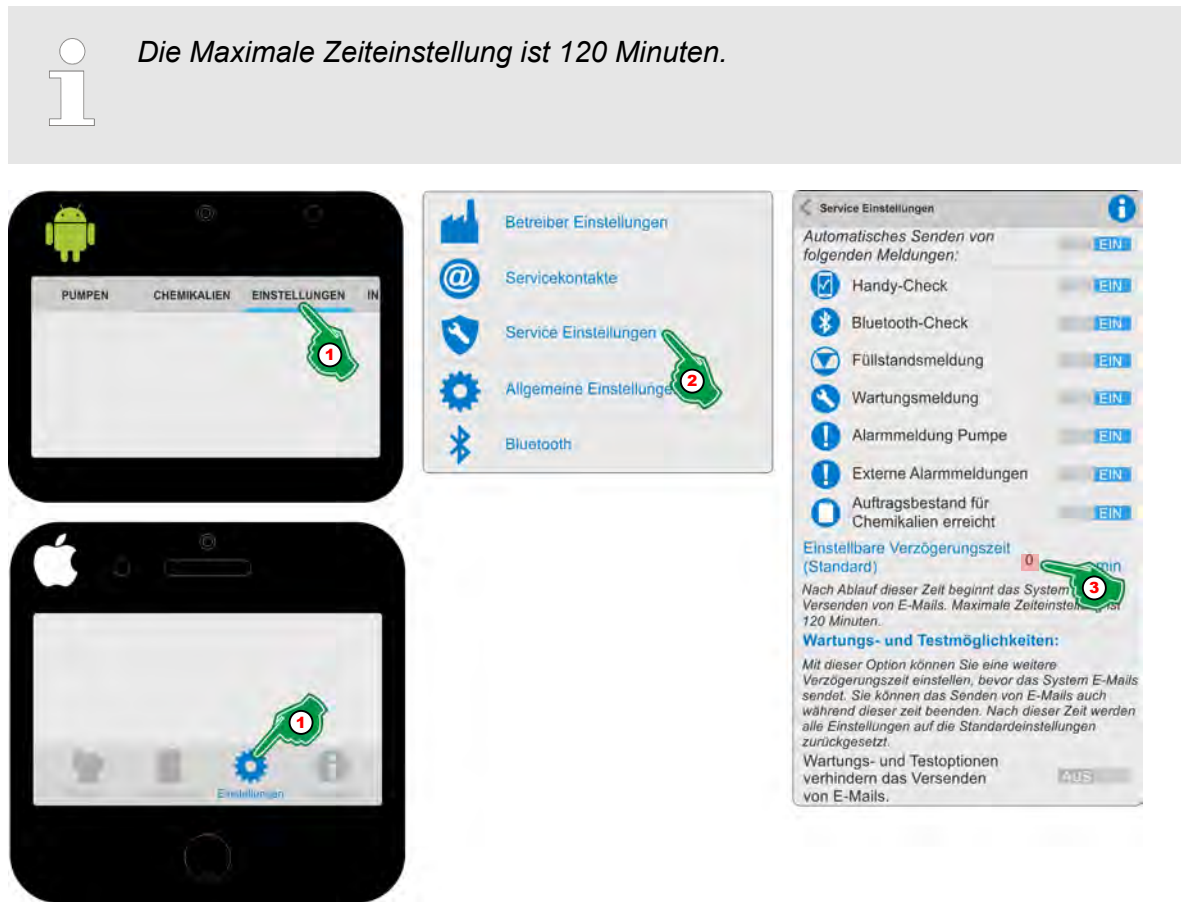 Die Maximale Zeiteinstellung ist 120 Minuten.
PUMPEN CHEMIKALIEN EINSTELLUNGEN IN
1
Einstellungen
1
Betreiber Einstellungen
Servicekontakte
Service Einstellungen
2
Allgemeine Einstellunge
Bluetooth
Service Einstellungen
Automatisches Senden von
folgenden Meldungen:
EIN
Handy-Check EIN
Bluetooth-Check EIN
Füllstandsmeldung EIN
Wartungsmeldung EIN
Alarmmeldung Pumpe EIN
Externe Alarmmeldungen EIN
Auftragsbestand für
Chemikalien erreicht
EIN
Einstellbare Verzögerungszeit
(Standard) 0 min
3
Nach Ablauf dieser Zeit beginnt das System
Versenden von E-Mails. Maximale Zeiteinstellung ist
120 Minuten.
Wartungs- und Testmöglichkeiten:
Mit dieser Option können Sie eine weitere
Verzögerungszeit einstellen, bevor das System E-Mails
sendet. Sie können das Senden von E-Mails auch
während dieser zeit beenden. Nach dieser Zeit werden
alle Einstellungen auf die Standardeinstellungen
zurückgesetzt.
Wartungs- und Testoptionen
verhindern das Versenden
von E-Mails.
AUS